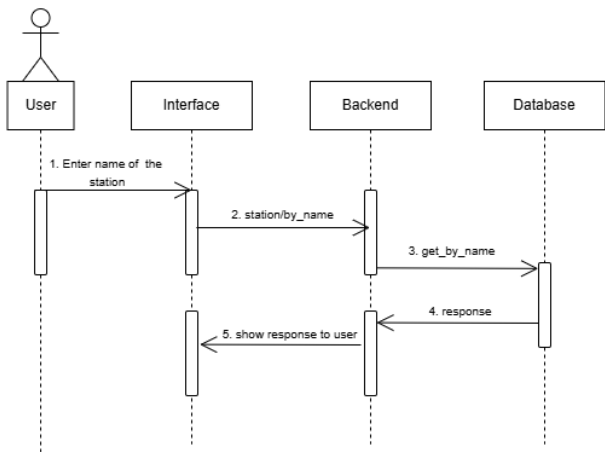 User
Interface
Backend
Database
1. Enter name of the
station
2. station/by_name
3. get_by_name
4. response
5. show response to user